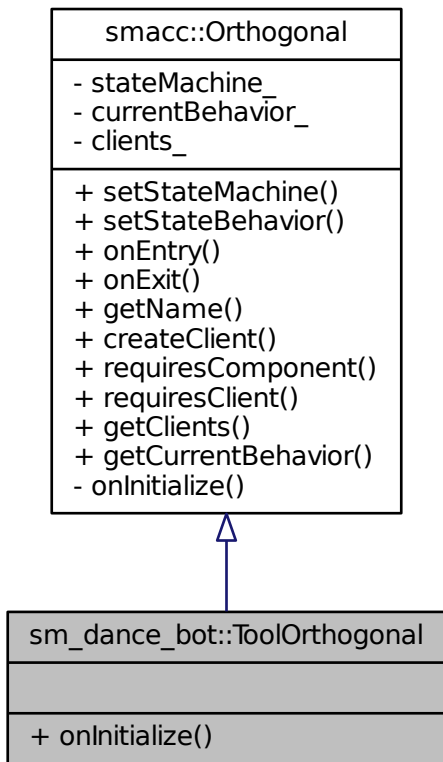 smacc::Orthogonal
- stateMachine_
- currentBehavior_
- clients_
+ setStateMachine()
+ setStateBehavior()
+ onEntry()
+ onExit()
+ getName()
+ createClient()
+ requiresComponent()
+ requiresClient()
+ getClients()
+ getCurrentBehavior()
- onInitialize()
sm_dance_bot::ToolOrthogonal
+ onInitialize()